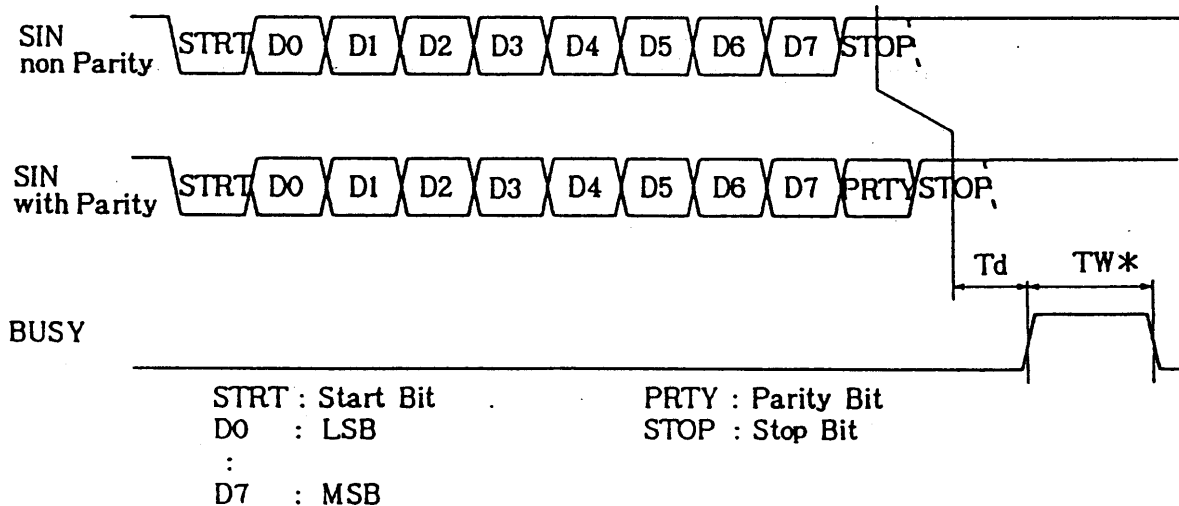 SIN
non Parity
STRT D0 D1 D2 D3 D4 D5 D6 D7 STOP
SIN
with Parity
STRT D0 D1 D2 D3 D4 D5 D6 D7 PRTY STOP
Td TW*
BUSY
STRT : Start Bit PRTY : Parity Bit
D0 : LSB STOP : Stop Bit
:
D7 : MSB